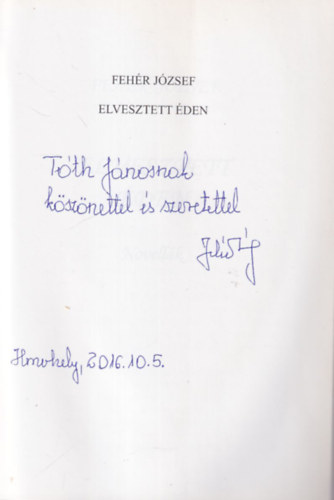 FEHÉR JÓZSEF
ELVESZTETT ÉDEN
Tóth Jánosnak
köszönettel és szeretettel
Hmvhely, 2016.10.5.